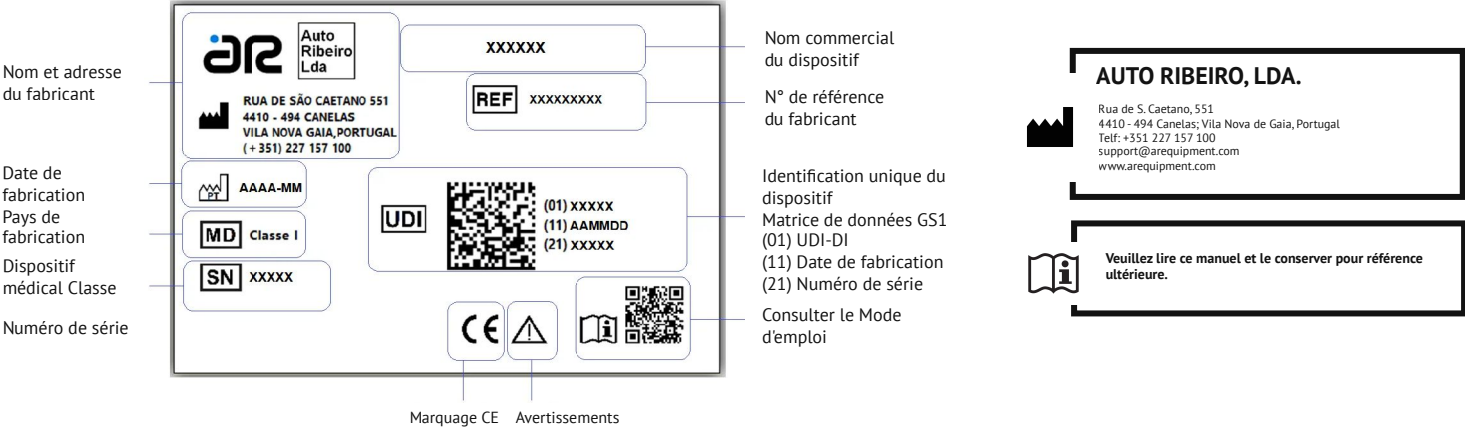 Nom et adresse
du fabricant
Date de
fabrication
Pays de
fabrication
Dispositif
médical Classe
Numéro de série
aR
Auto
Ribeiro
Lda
RUA DE SÃO CAETANO 551
4410 - 494 CANELAS
VILA NOVA GAIA,PORTUGAL
(+351) 227 157 100
PT
AAAA-MM
MD Classe I
SN XXXXX
XXXXXX
REF XXXXXXXXX
UDI
(01) XXXXX
(11) AAMMDD
(21) XXXXX
CE
Marquage CE
Avertissements
Nom commercial
du dispositif
N° de référence
du fabricant
Identification unique du
dispositif
Matrice de données GS1
(01) UDI-DI
(11) Date de fabrication
(21) Numéro de série
Consulter le Mode
d'emploi
AUTO RIBEIRO, LDA.
Rua de S. Caetano, 551
4410 - 494 Canelas; Vila Nova de Gaia, Portugal
Telf: +351 227 157 100
support@arequipment.com
www.arequipment.com
Veuillez lire ce manuel et le conserver pour référence
ultérieure.